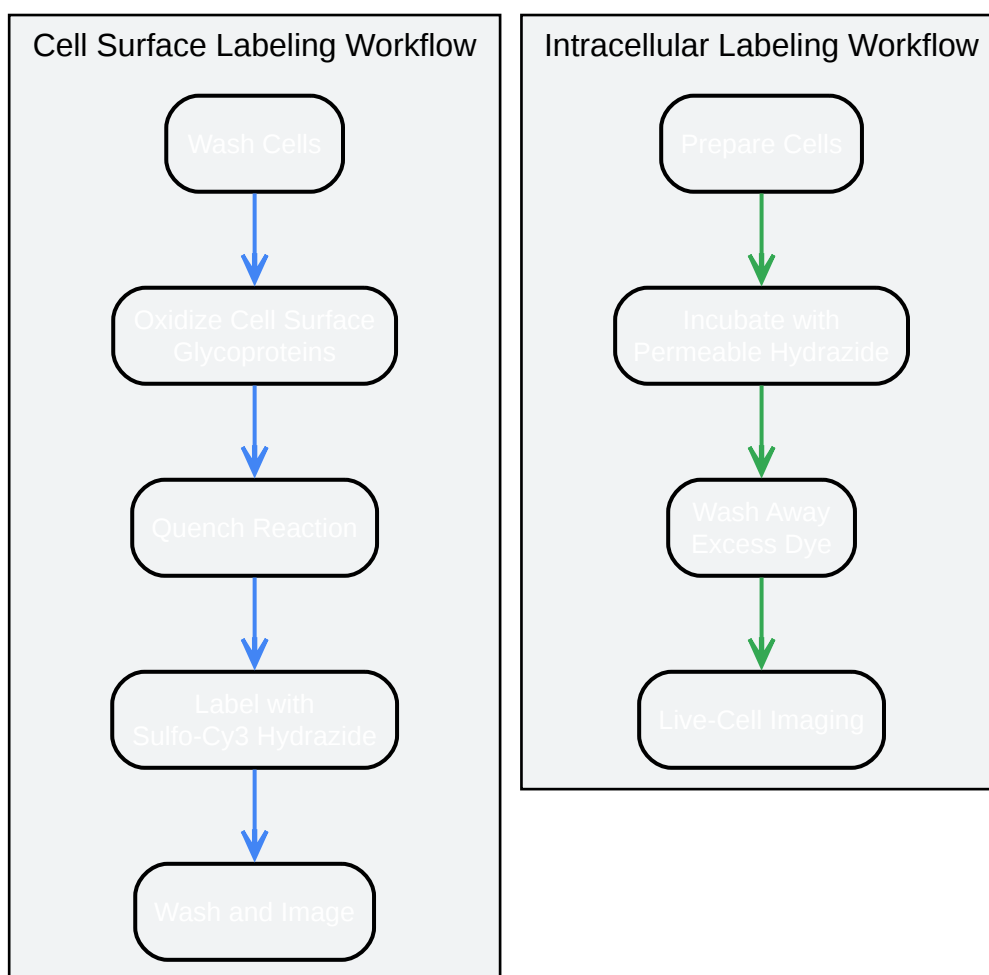 Cell Surface Labeling Workflow
Wash Cells
Oxidize Cell Surface
Glycoproteins
Quench Reaction
Label with
Sulfo-Cy3 Hydrazide
Wash and Image
Intracellular Labeling Workflow
Prepare Cells
Incubate with
Permeable Hydrazide
Wash Away
Excess Dye
Live-Cell Imaging